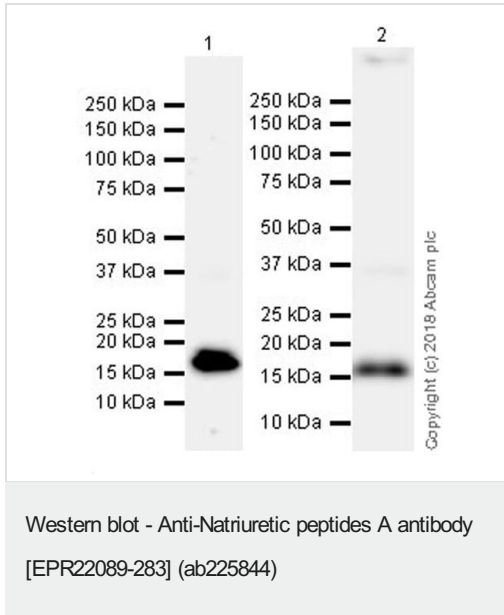 1
250 kDa
150 kDa
100 kDa
75 kDa
50 kDa
37 kDa
25 kDa
20 kDa
15 kDa
10 kDa
2
250 kDa
150 kDa
100 kDa
75 kDa
50 kDa
37 kDa
25 kDa
20 kDa
15 kDa
10 kDa
Copyright (c) 2018 Abcam plc
Western blot - Anti-Natriuretic peptides A antibody
[EPR22089-283] (ab225844)